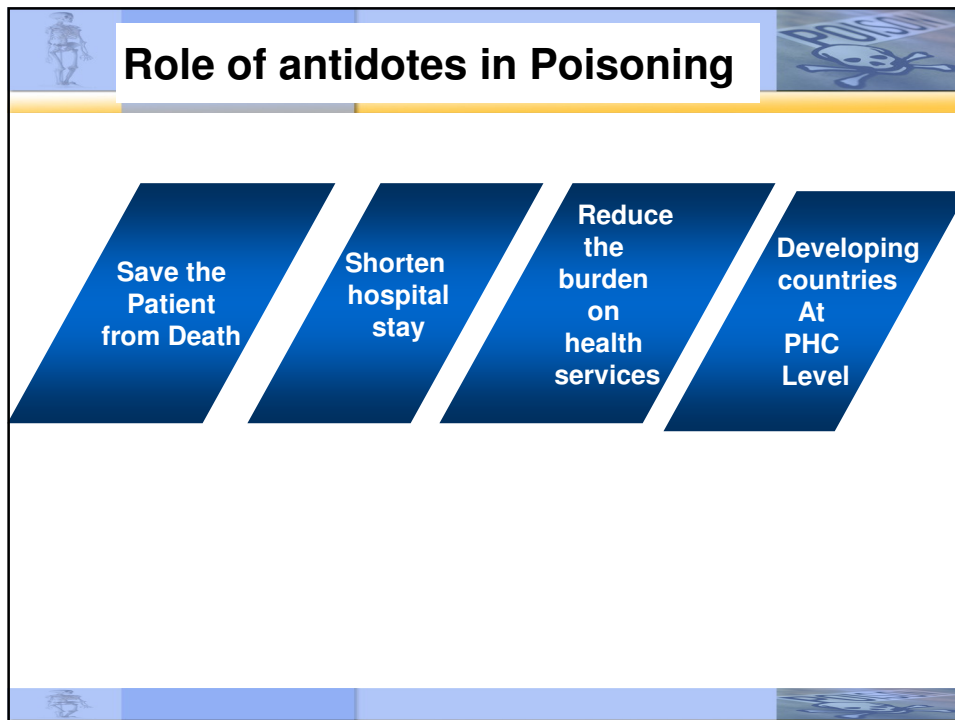 POISON
Role of antidotes in Poisoning
Save the
Patient
from Death
Shorten
hospital
stay
Reduce
the
burden
on
health
services
Developing
countries
At
PHC
Level